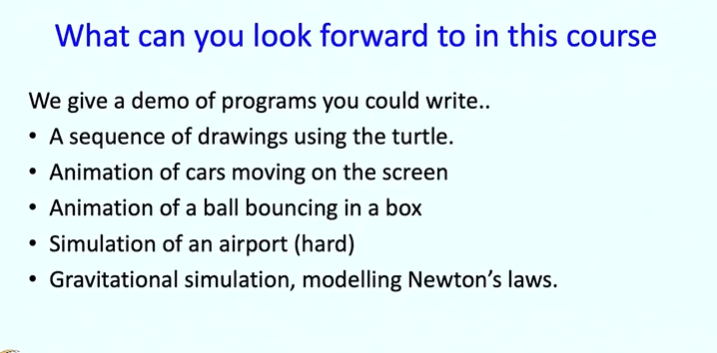 What can you look forward to in this course
We give a demo of programs you could write..
• A sequence of drawings using the turtle.
• Animation of cars moving on the screen
• Animation of a ball bouncing in a box
• Simulation of an airport (hard)
• Gravitational simulation, modelling Newton's laws.